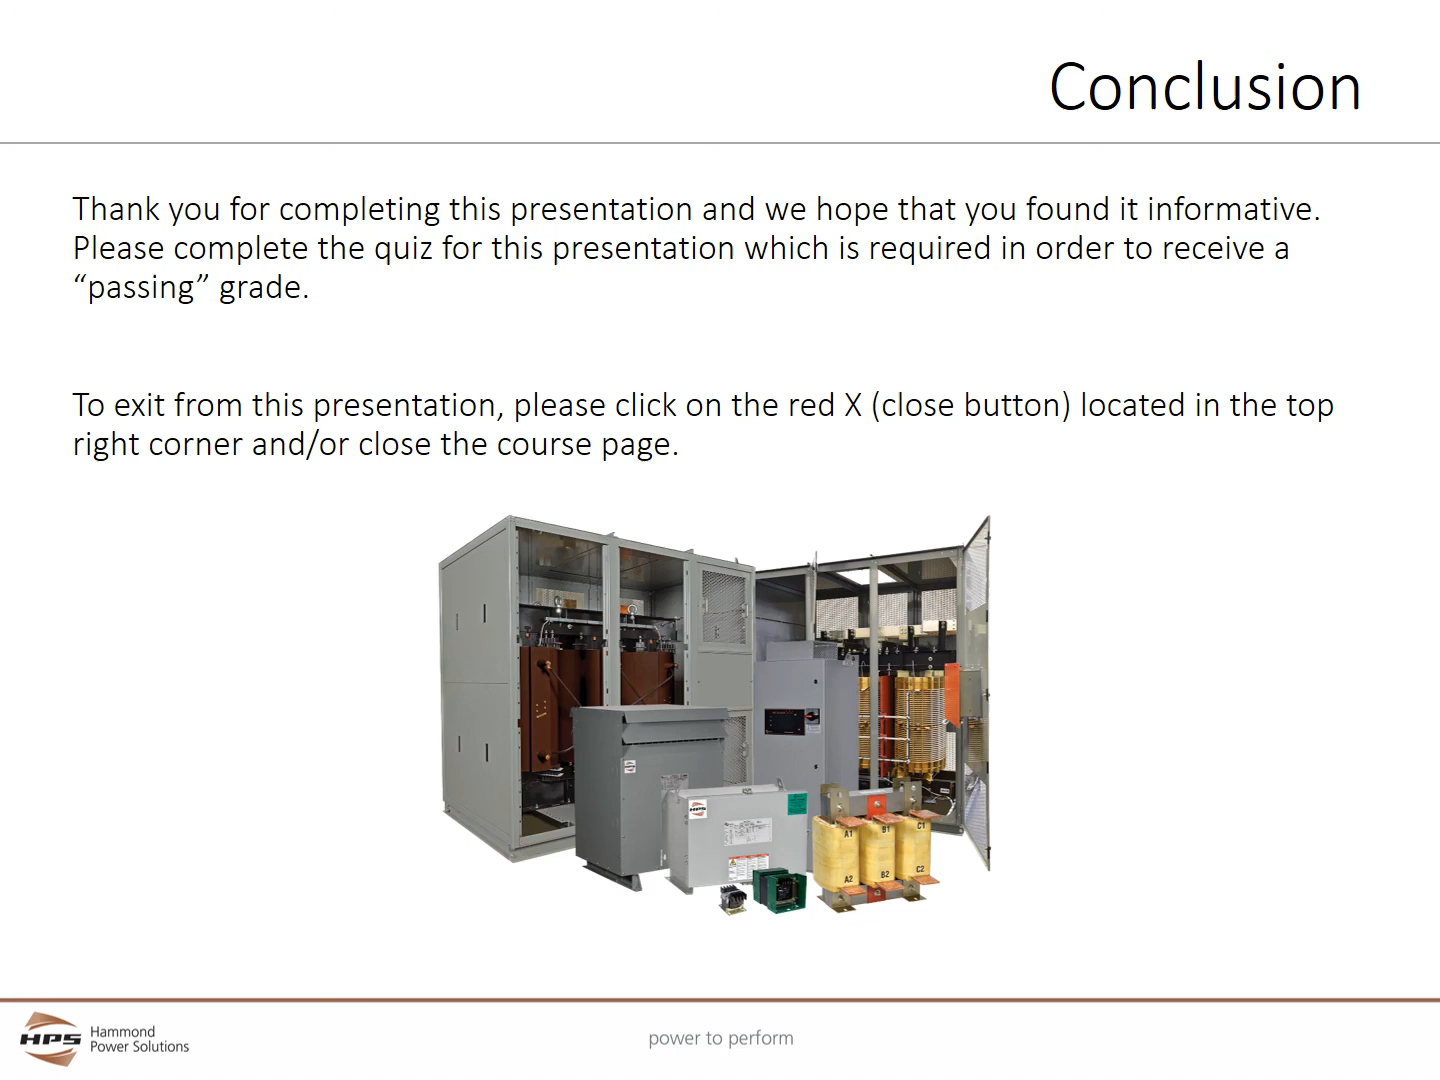 Conclusion
Thank you for completing this presentation and we hope that you found it informative.
Please complete the quiz for this presentation which is required in order to receive a
“passing” grade.
To exit from this presentation, please click on the red X (close button) located in the top
right corner and/or close the course page.
HPS
A1
B1
C1
A2
B2
C2
HPS
Hammond
Power Solutions
power to perform